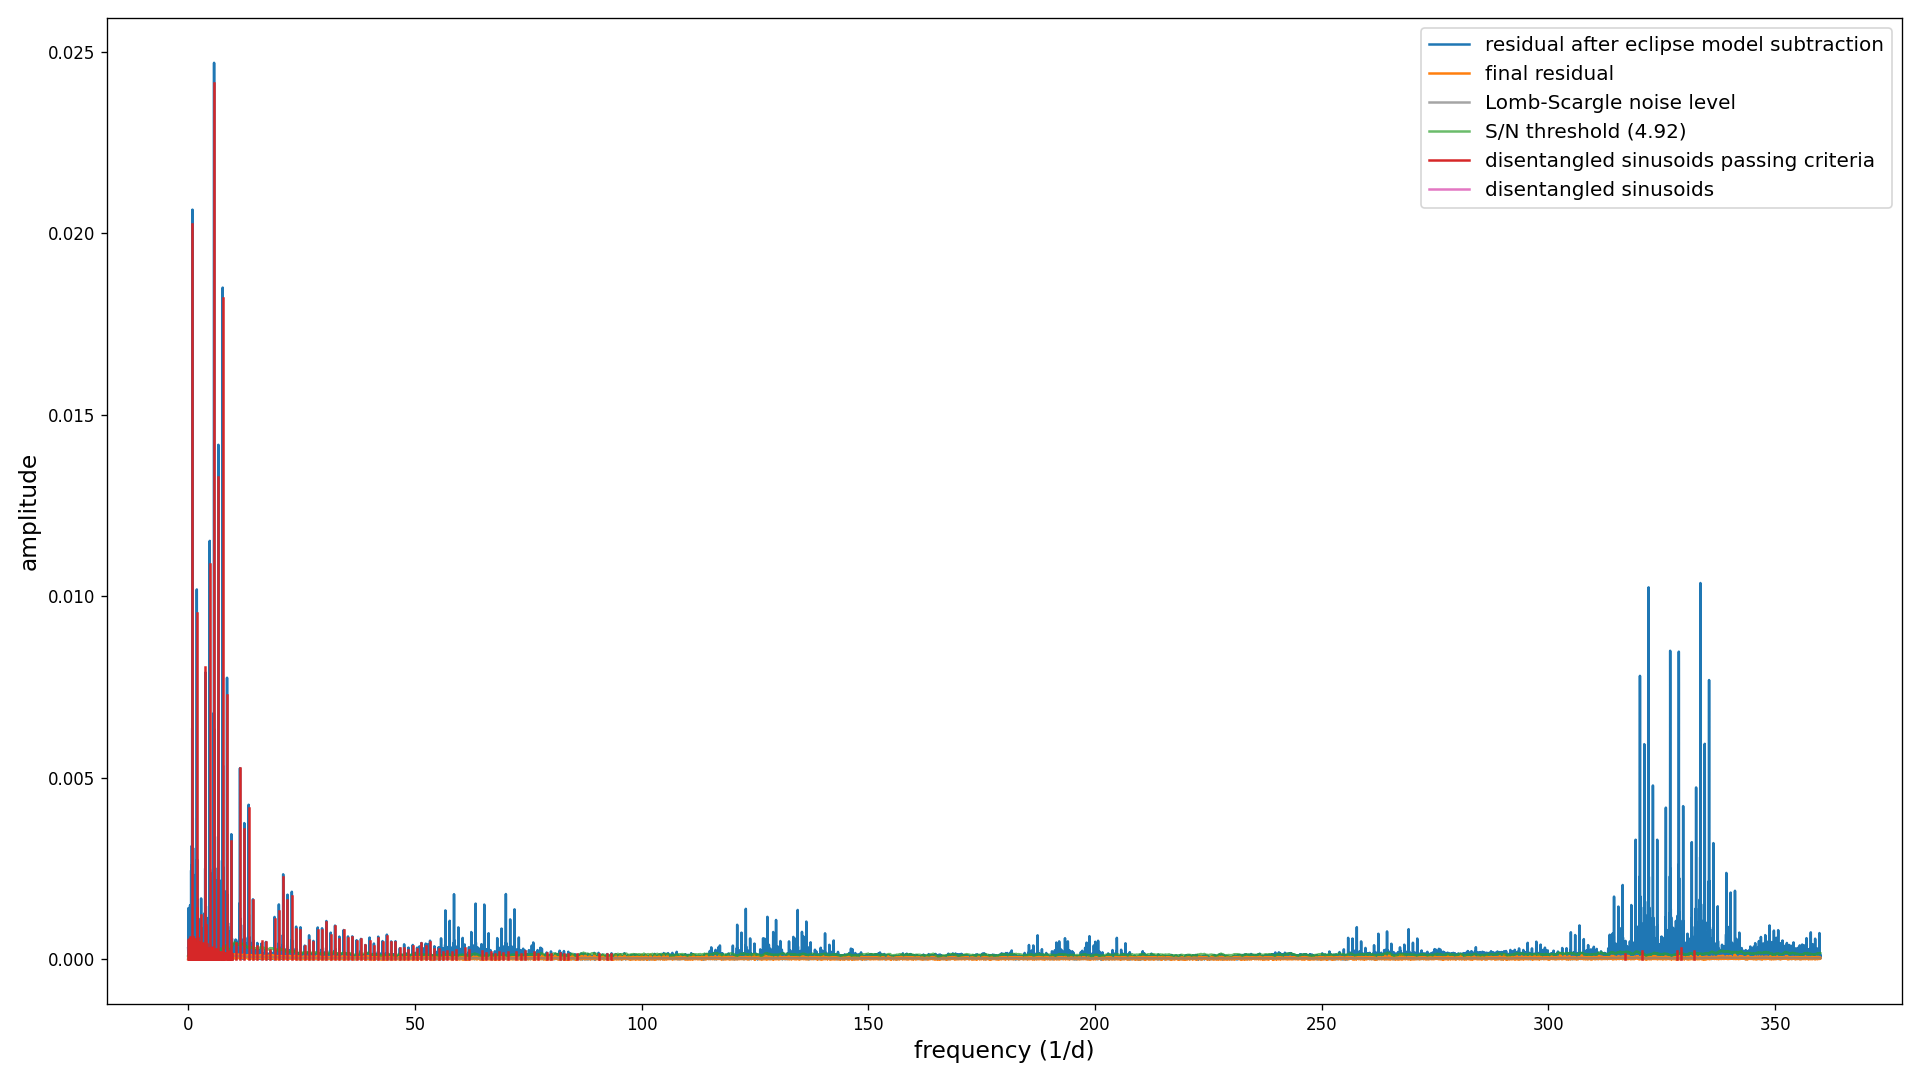 0.025
0.020
0.015
0.010
0.005
0.000
amplitude
0
50
100
150
200
250
300
350
frequency (1/d)
residual after eclipse model subtraction
final residual
Lomb-Scargle noise level
S/N threshold (4.92)
disentangled sinusoids passing criteria
disentangled sinusoids